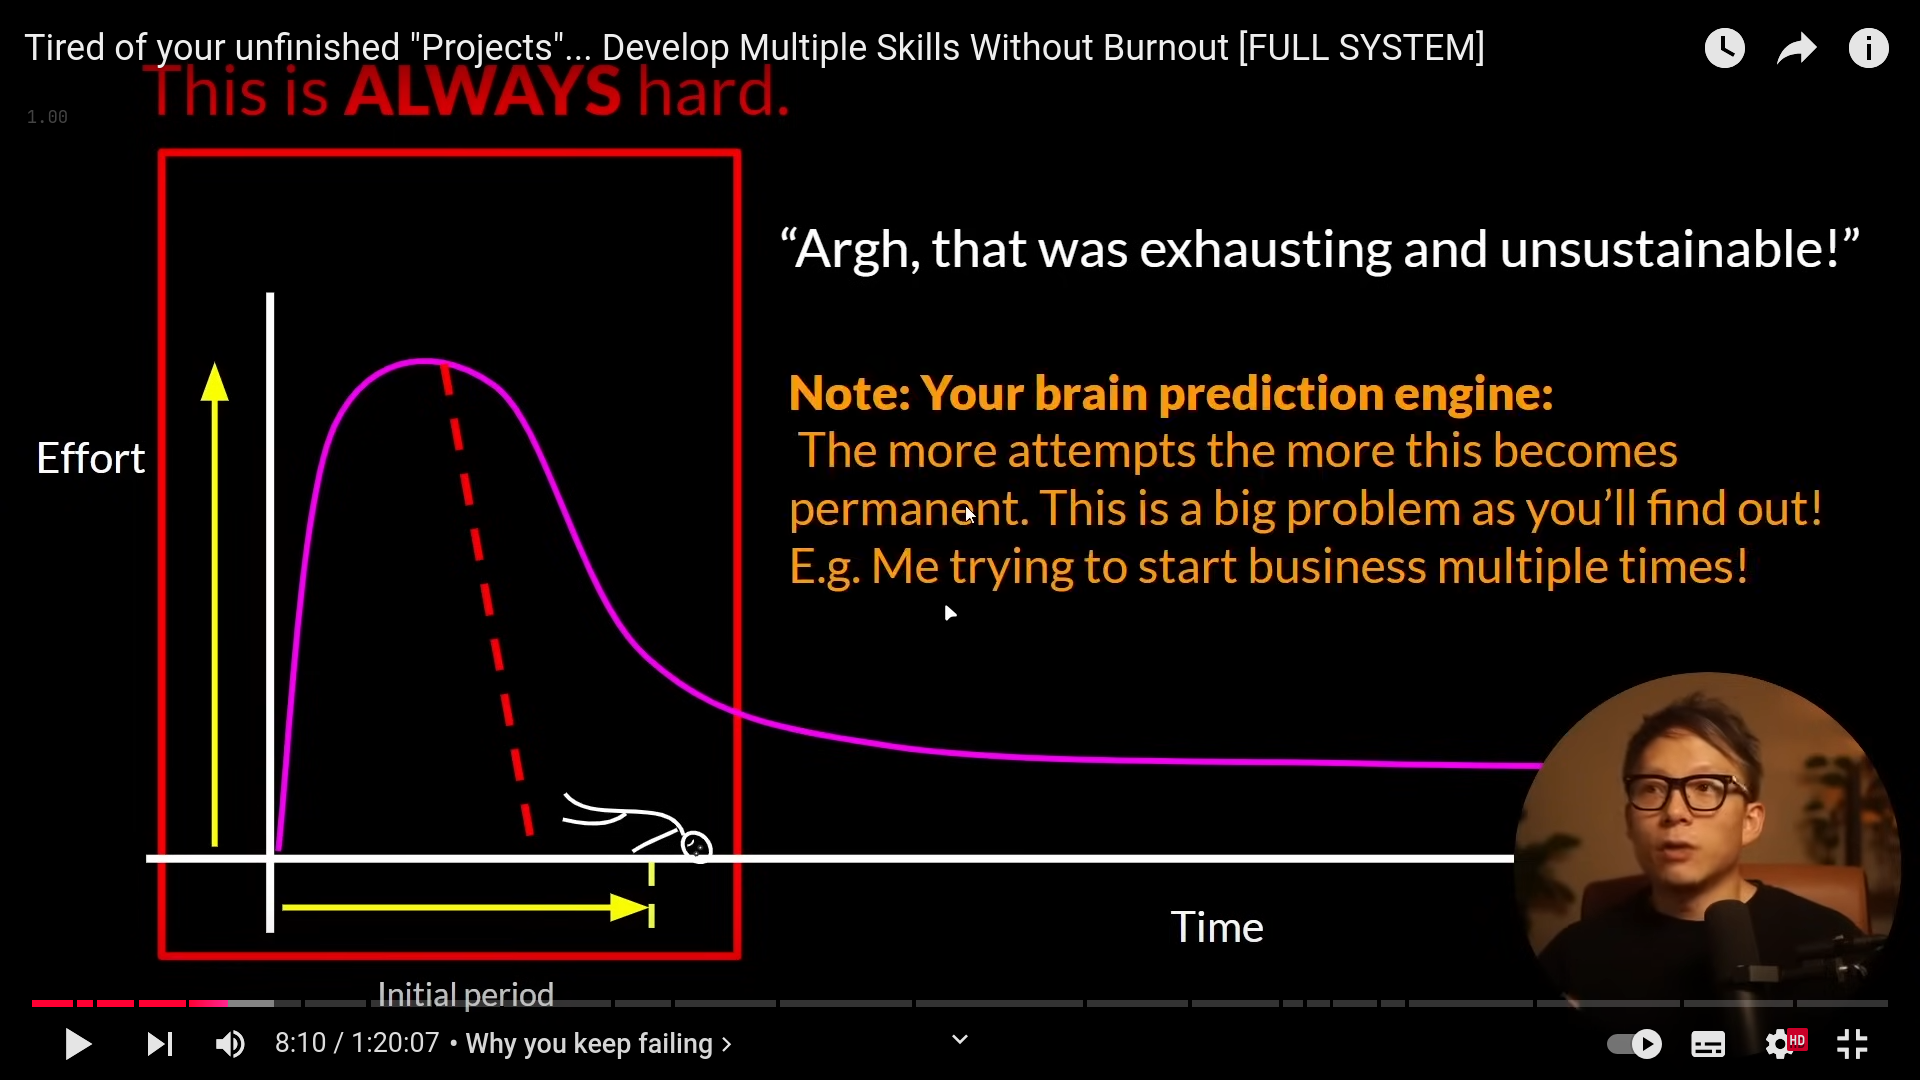 Tired of your unfinished "Projects"... Develop Multiple Skills Without Burnout [FULL SYSTEM]
This is ALWAYS hard.
1.00
“Argh, that was exhausting and unsustainable!”
Note: Your brain prediction engine:
The more attempts the more this becomes
permanent. This is a big problem as you’ll find out!
E.g. Me trying to start business multiple times!
Effort
Time
Initial period
8:10 / 1:20:07 • Why you keep failing ›
HD